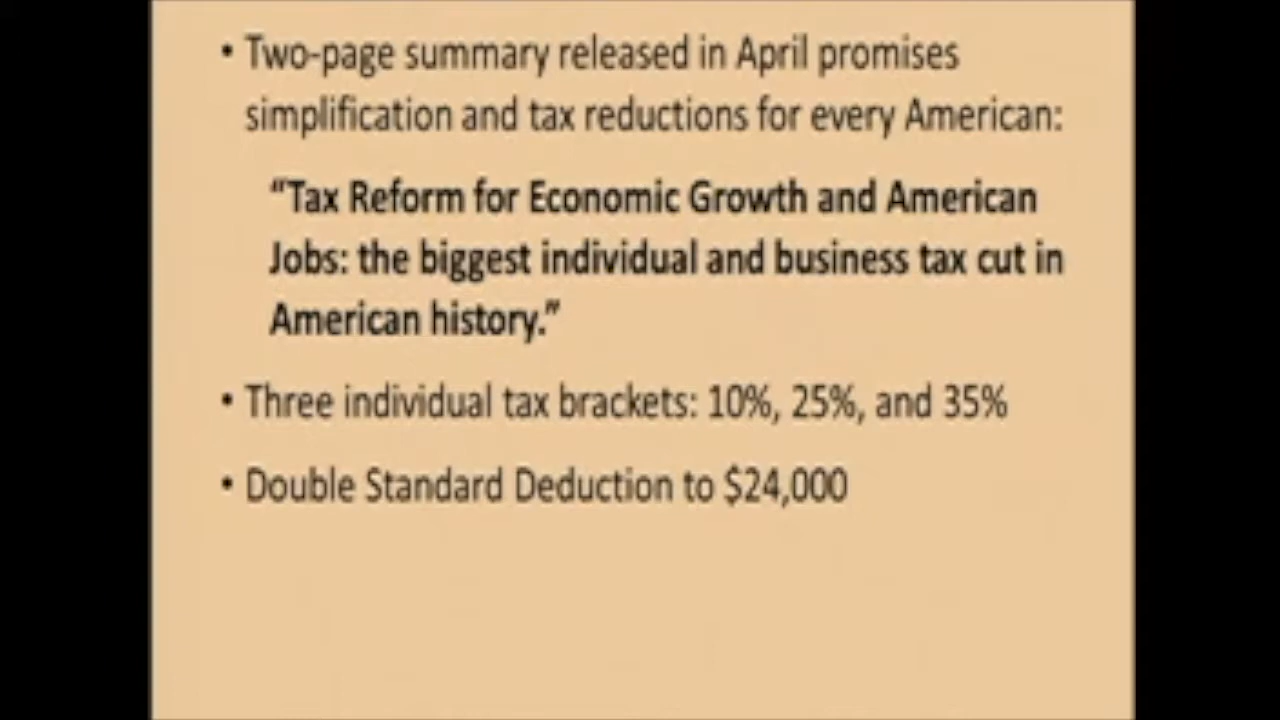 • Two-page summary released in April promises
simplification and tax reductions for every American:
“Tax Reform for Economic Growth and American
Jobs: the biggest individual and business tax cut in
American history.”
• Three individual tax brackets: 10%, 25%, and 35%
• Double Standard Deduction to $24,000